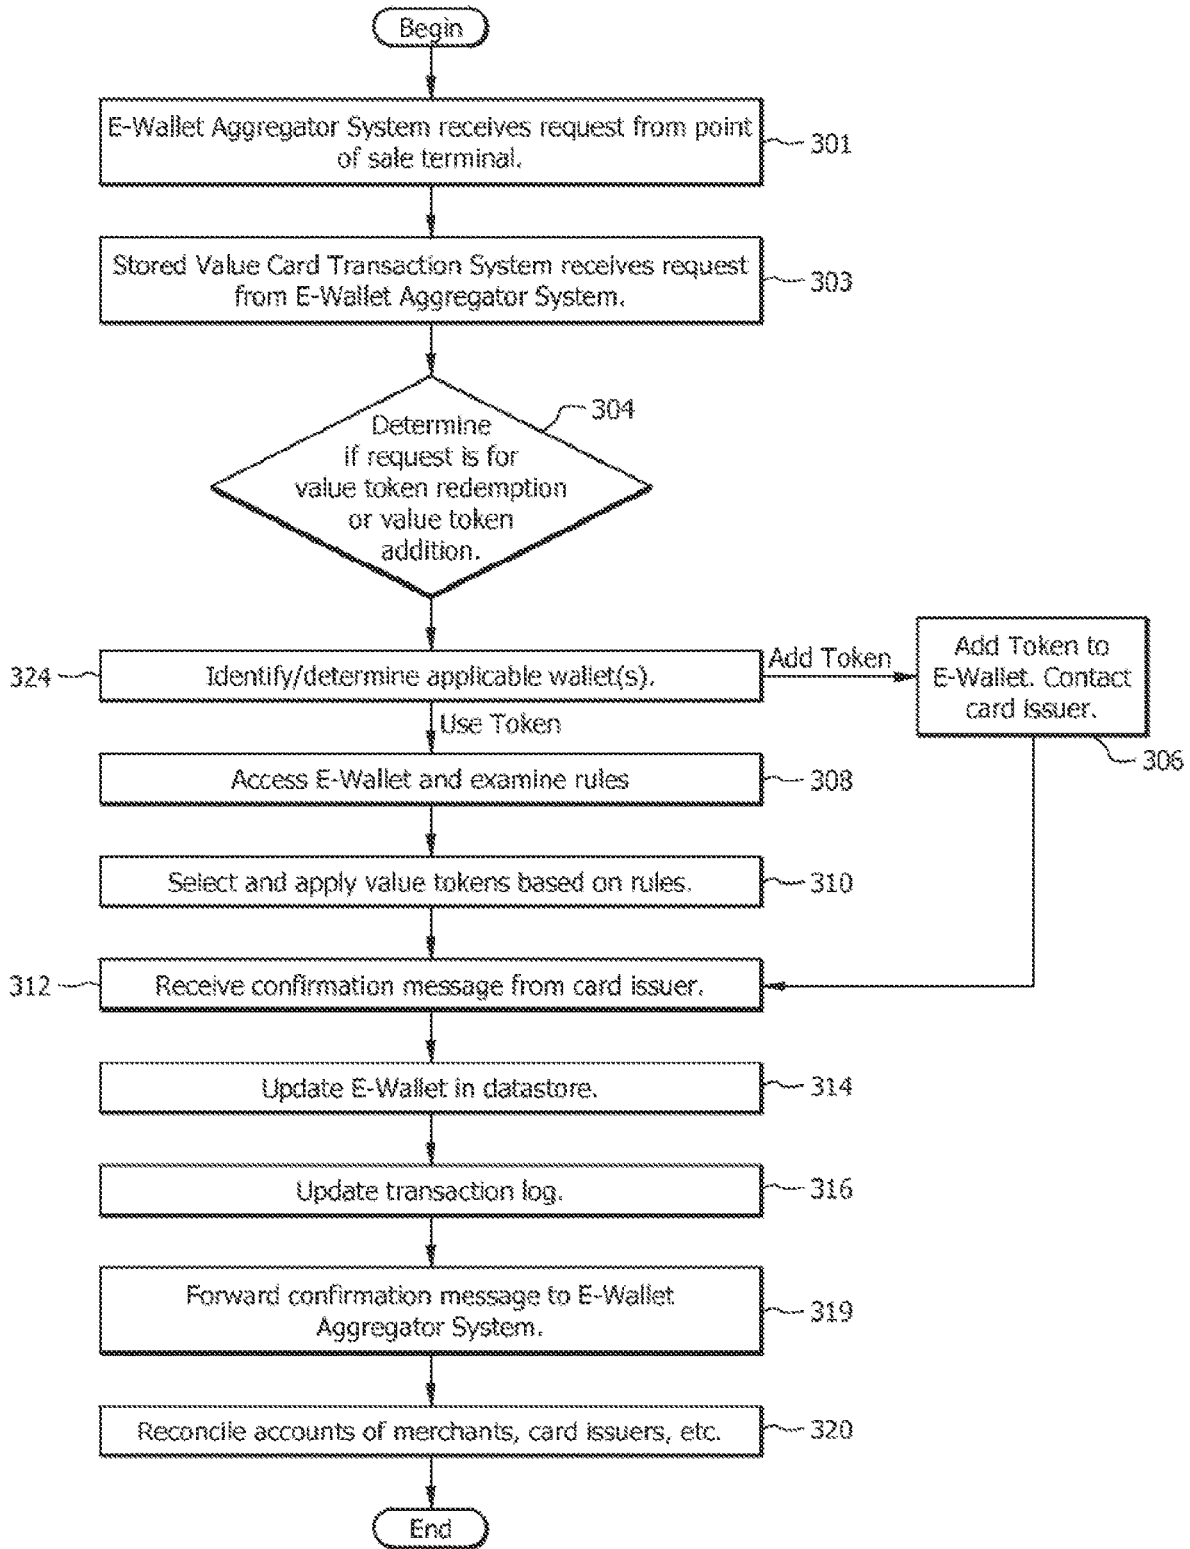 Begin
E-Wallet Aggregator System receives request from point
of sale terminal.
301
Stored Value Card Transaction System receives request
from E-Wallet Aggregator System.
303
304
Determine
if request is for
value token redemption
or value token
addition.
324
Identify/determine applicable wallet(s).
Add Token
Add Token to
E-Wallet. Contact
card issuer.
306
Use Token
Access E-Wallet and examine rules
308
Select and apply value tokens based on rules.
310
312
Receive confirmation message from card issuer.
Update E-Wallet in datastore.
314
Update transaction log.
316
Forward confirmation message to E-Wallet
Aggregator System.
319
Reconcile accounts of merchants, card issuers, etc.
320
End